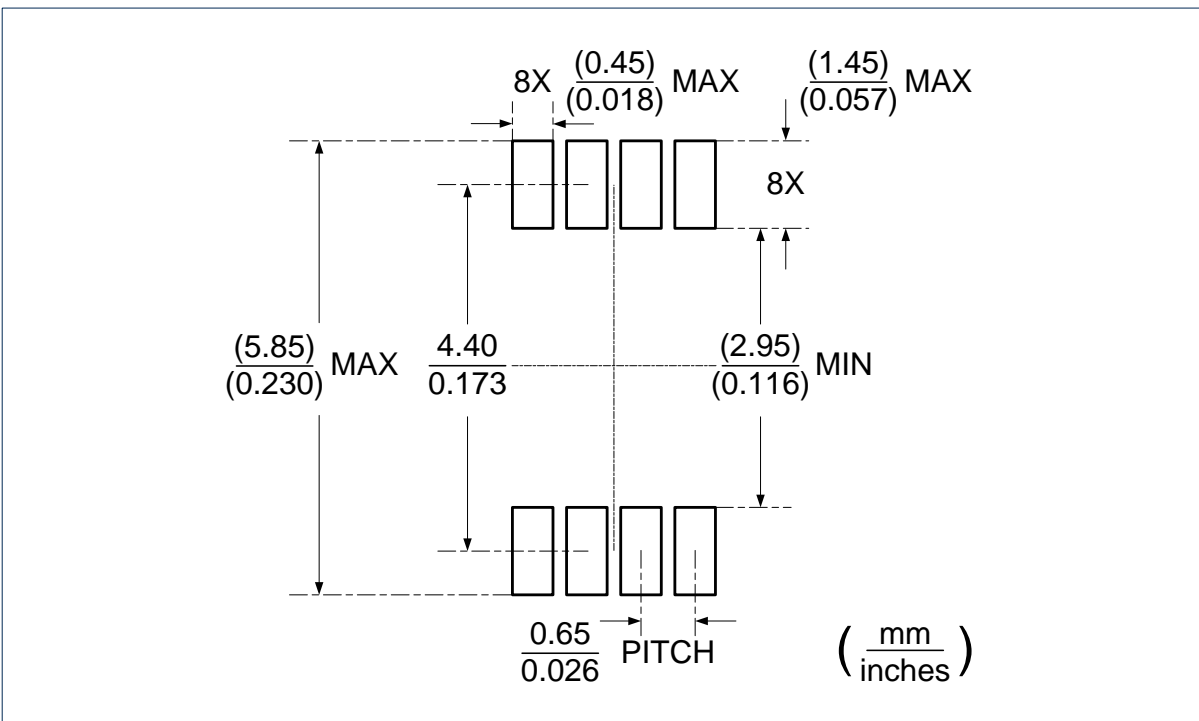 8X (0.45) MAX
(0.018)
(1.45) MAX
(0.057)
8X
(5.85) MAX
(0.230)
4.40
0.173
(2.95) MIN
(0.116)
0.65 PITCH
0.026
(mm
inches)